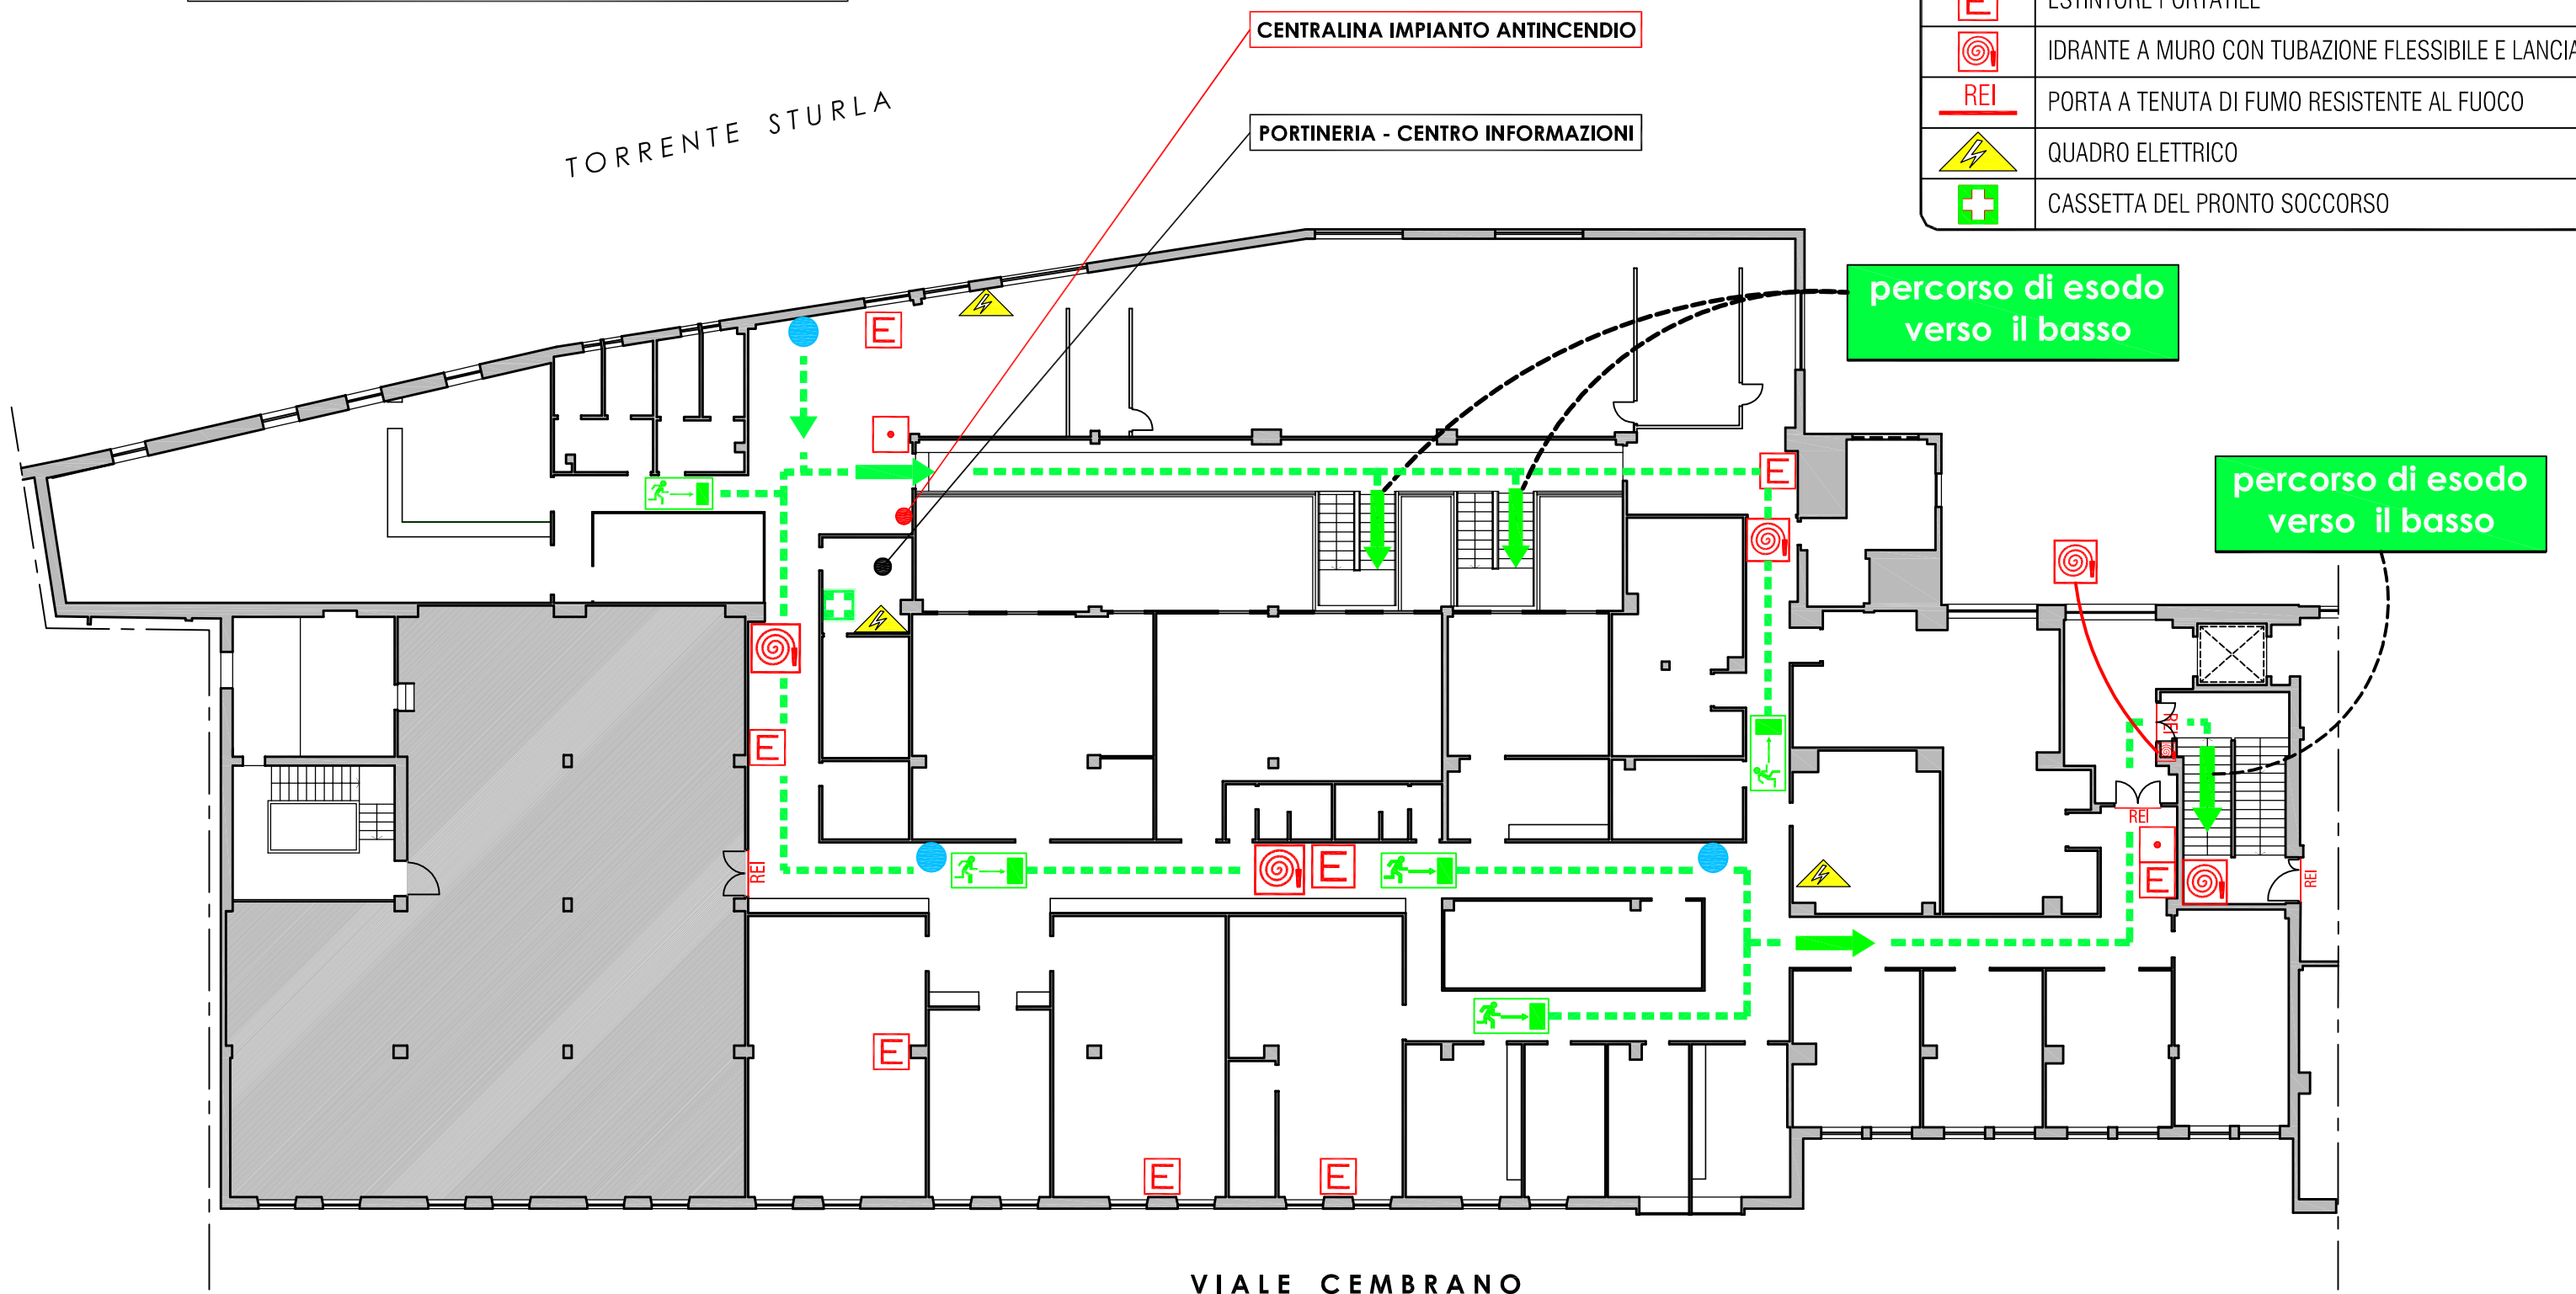 CENTRALINA IMPIANTO ANTINCENDIO
PORTINERIA - CENTRO INFORMAZIONI
TORRENTE STURLA
E ESTINTORE PORTATILE
IDRANTE A MURO CON TUBAZIONE FLESSIBILE E LANCIA
REI PORTA A TENUTA DI FUMO RESISTENTE AL FUOCO
QUADRO ELETTRICO
CASSETTA DEL PRONTO SOCCORSO
percorso di esodo
verso il basso
percorso di esodo
verso il basso
E
E
E
REI
REI
REI
E
E
REI
REI
E
E
E
VIALE CEMBRANO